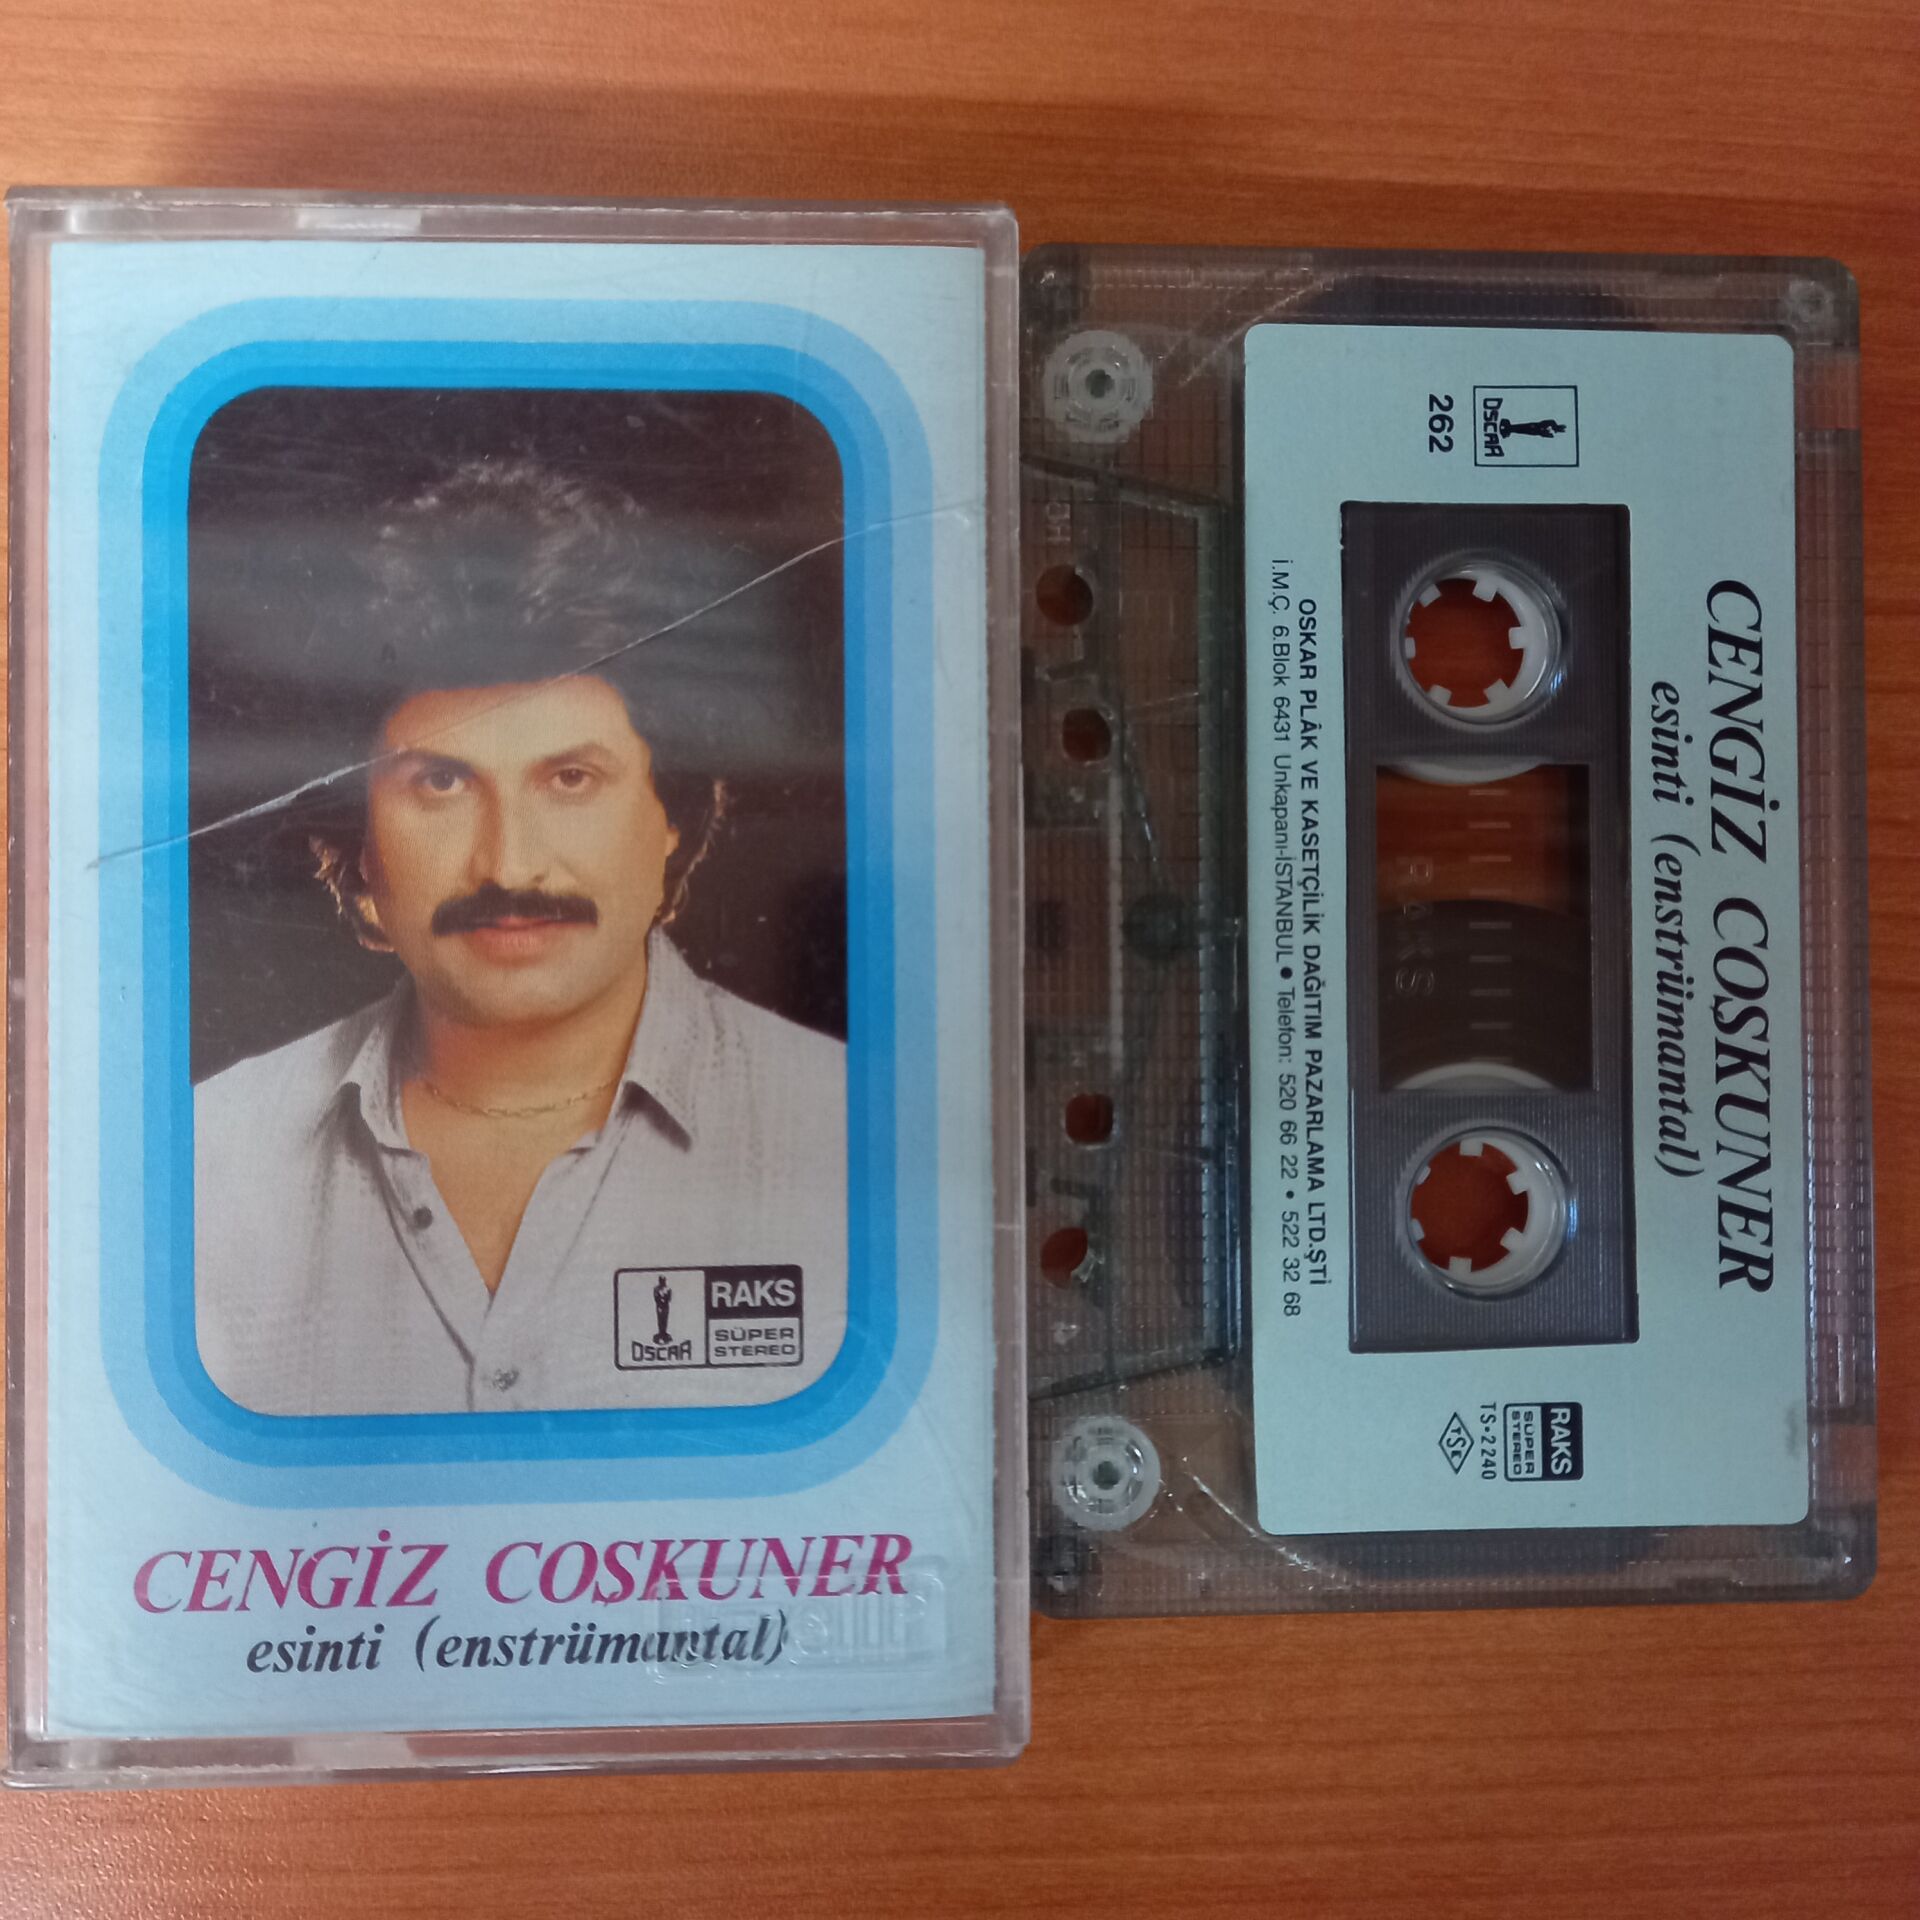 OSCAR
RAKS
SÜPER
STEREO
CENGİZ COŞKUNER
esinti (enstrümantal)
CENGİZ COŞKUNER
esinti (enstrümantal)
OSCAR
262
RAKS
RAKS
SÜPER
STEREO
TS•2240
TSE
OSKAR PLÂK VE KASETÇİLİK DAĞITIM PAZARLAMA LTD.ŞTİ
İ.M.Ç. 6.Blok 6431 Unkapanı-İSTANBUL • Telefon: 520 66 22 • 522 32 68